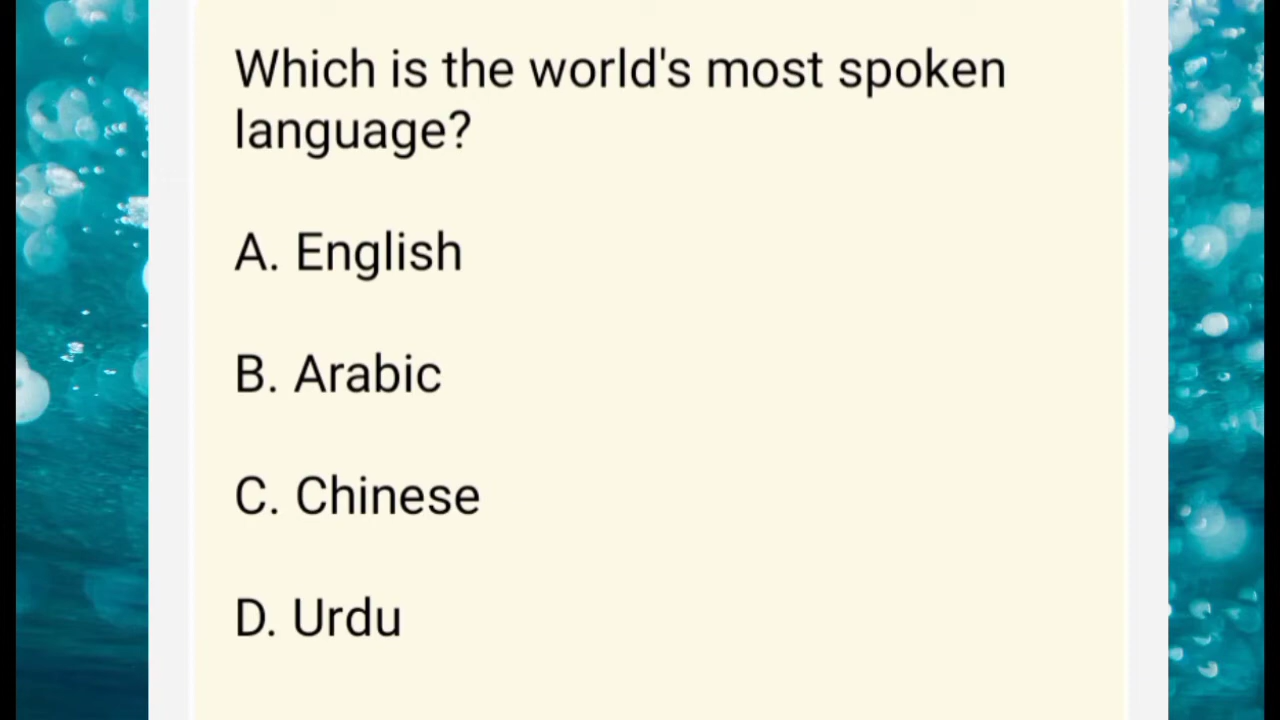 Which is the world's most spoken
language?
A. English
B. Arabic
C. Chinese
D. Urdu